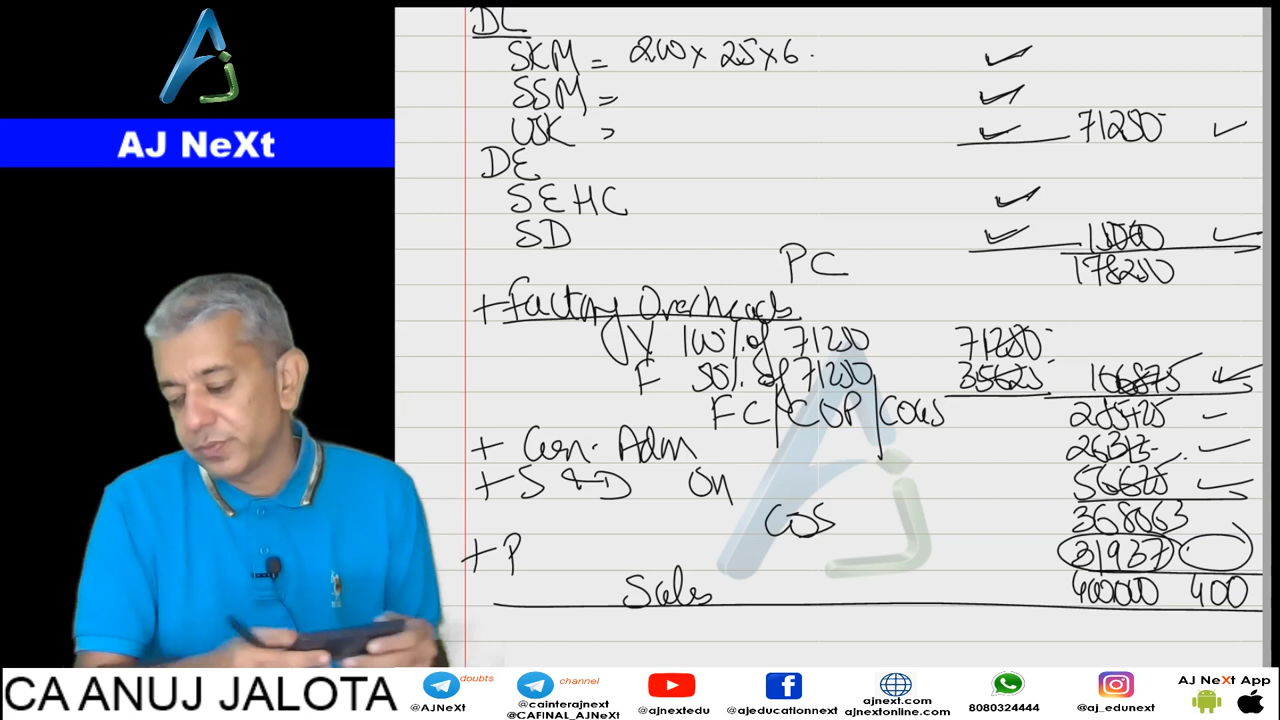 AJ NeXt
DL
SKM = 200 x 25 x 6
SSM =
USK =
71250
DE
SEHC
SD
PC
178250
+ Factory Overheads
V 100% of 71250 71250
F 50% of 71250 35625 106875
FC | COP | COGS
+ Gen. Adm
+ S & D OH 56625
COS 368063
+ P 31937
Sales 400000 400
CA ANUJ JALOTA
doubts
@AJNeXt
channel
@cainterajnext
@CAFINAL_AJNeXt
@ajnextedu
@ajeducationnext
ajnext.com
ajnextonline.com
8080324444
@aj_edunext
AJ NeXt App